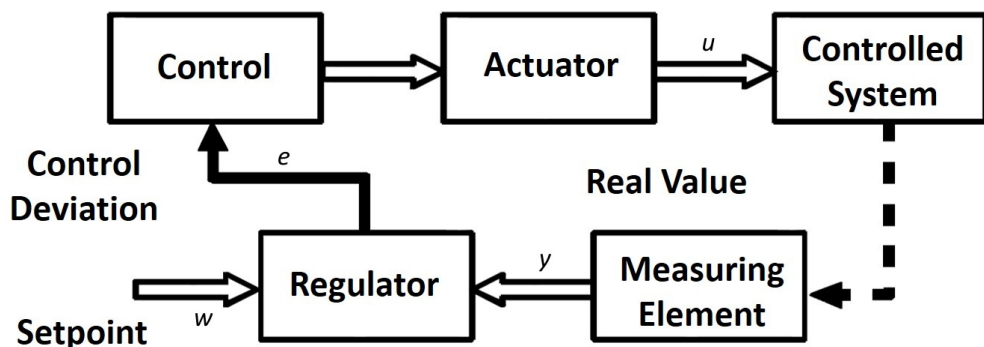 Control
Actuator
u
Controlled
System
Control
Deviation
e
Real Value
Regulator
y
Measuring
Element
w
Setpoint